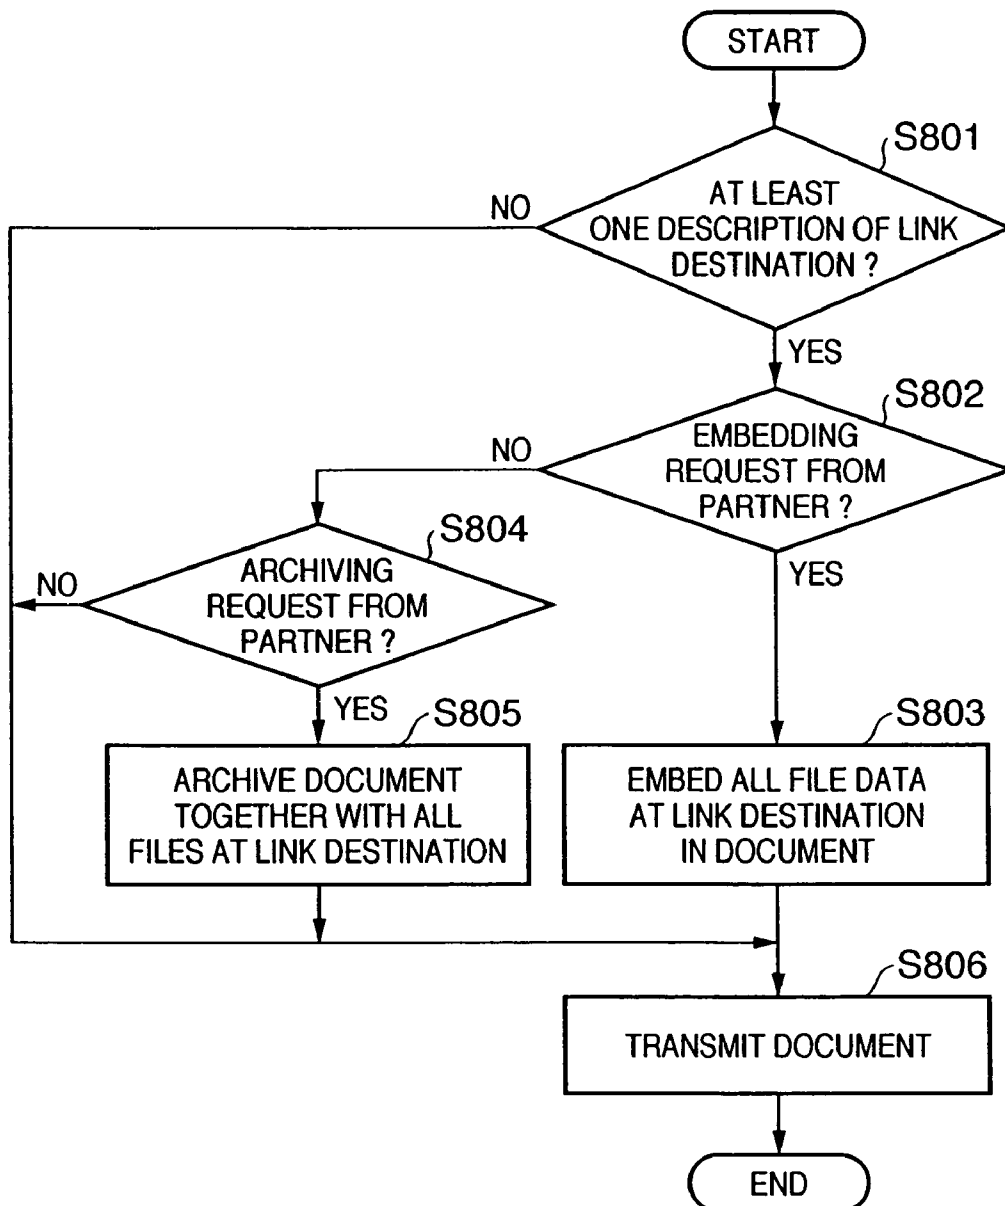 START
S801
AT LEAST
ONE DESCRIPTION OF LINK
DESTINATION ?
NO
YES
S802
EMBEDDING
REQUEST FROM
PARTNER ?
NO
YES
S804
ARCHIVING
REQUEST FROM
PARTNER ?
NO
YES
S805
ARCHIVE DOCUMENT
TOGETHER WITH ALL
FILES AT LINK DESTINATION
S803
EMBED ALL FILE DATA
AT LINK DESTINATION
IN DOCUMENT
S806
TRANSMIT DOCUMENT
END